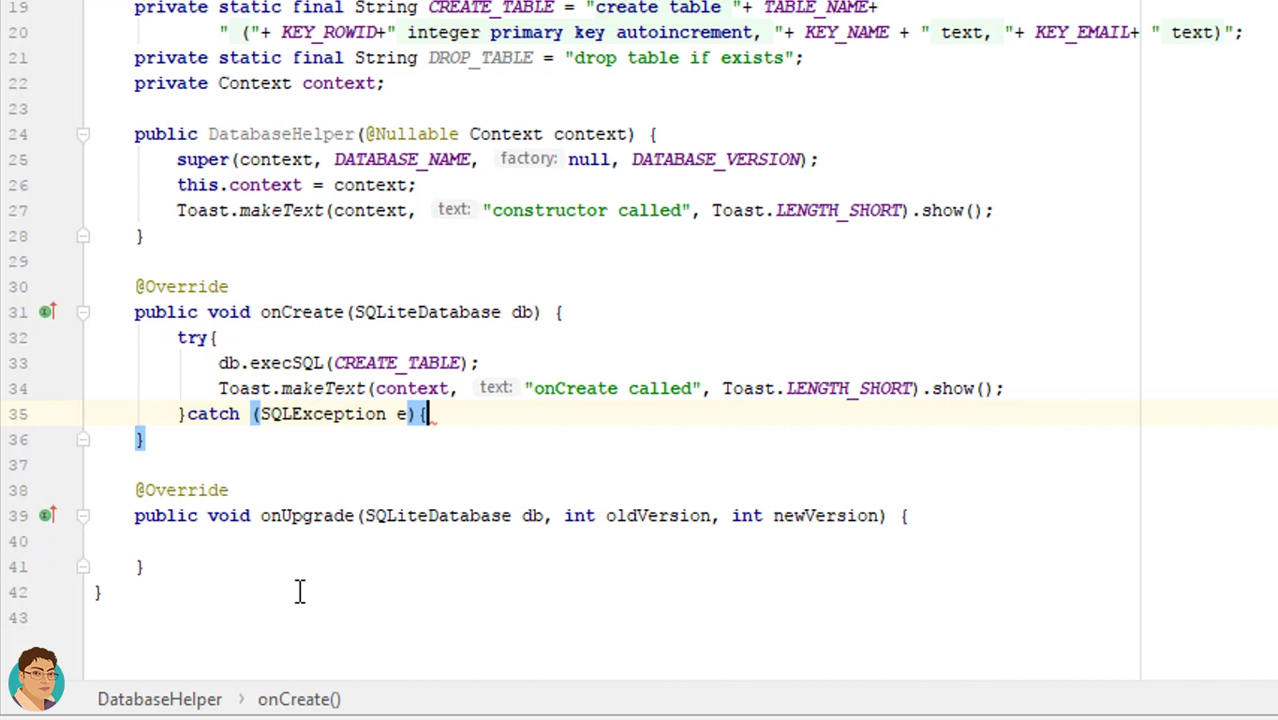 19 private static final String CREATE_TABLE = "create table "+ TABLE_NAME+
20 " ("+ KEY_ROWID+" integer primary key autoincrement, "+ KEY_NAME + " text, "+ KEY_EMAIL+ " text)";
21 private static final String DROP_TABLE = "drop table if exists";
22 private Context context;
23
24 public DatabaseHelper(@Nullable Context context) {
25 super(context, DATABASE_NAME, factory: null, DATABASE_VERSION);
26 this.context = context;
27 Toast.makeText(context, text: "constructor called", Toast.LENGTH_SHORT).show();
28 }
29
30 @Override
31 public void onCreate(SQLiteDatabase db) {
32 try{
33 db.execSQL(CREATE_TABLE);
34 Toast.makeText(context, text: "onCreate called", Toast.LENGTH_SHORT).show();
35 }catch (SQLException e){
36 }
37
38 @Override
39 public void onUpgrade(SQLiteDatabase db, int oldVersion, int newVersion) {
40
41 }
42 }
43
DatabaseHelper › onCreate()